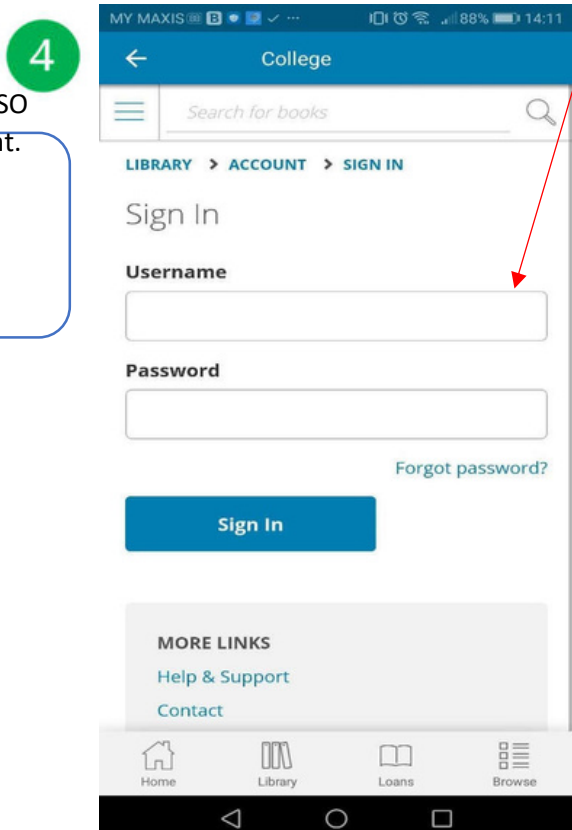 4
SO
nt.
MY MAXIS B ... 88% 14:11
College
Search for books
LIBRARY > ACCOUNT > SIGN IN
Sign In
Username
Password
Forgot password?
Sign In
MORE LINKS
Help & Support
Contact
Home Library Loans Browse